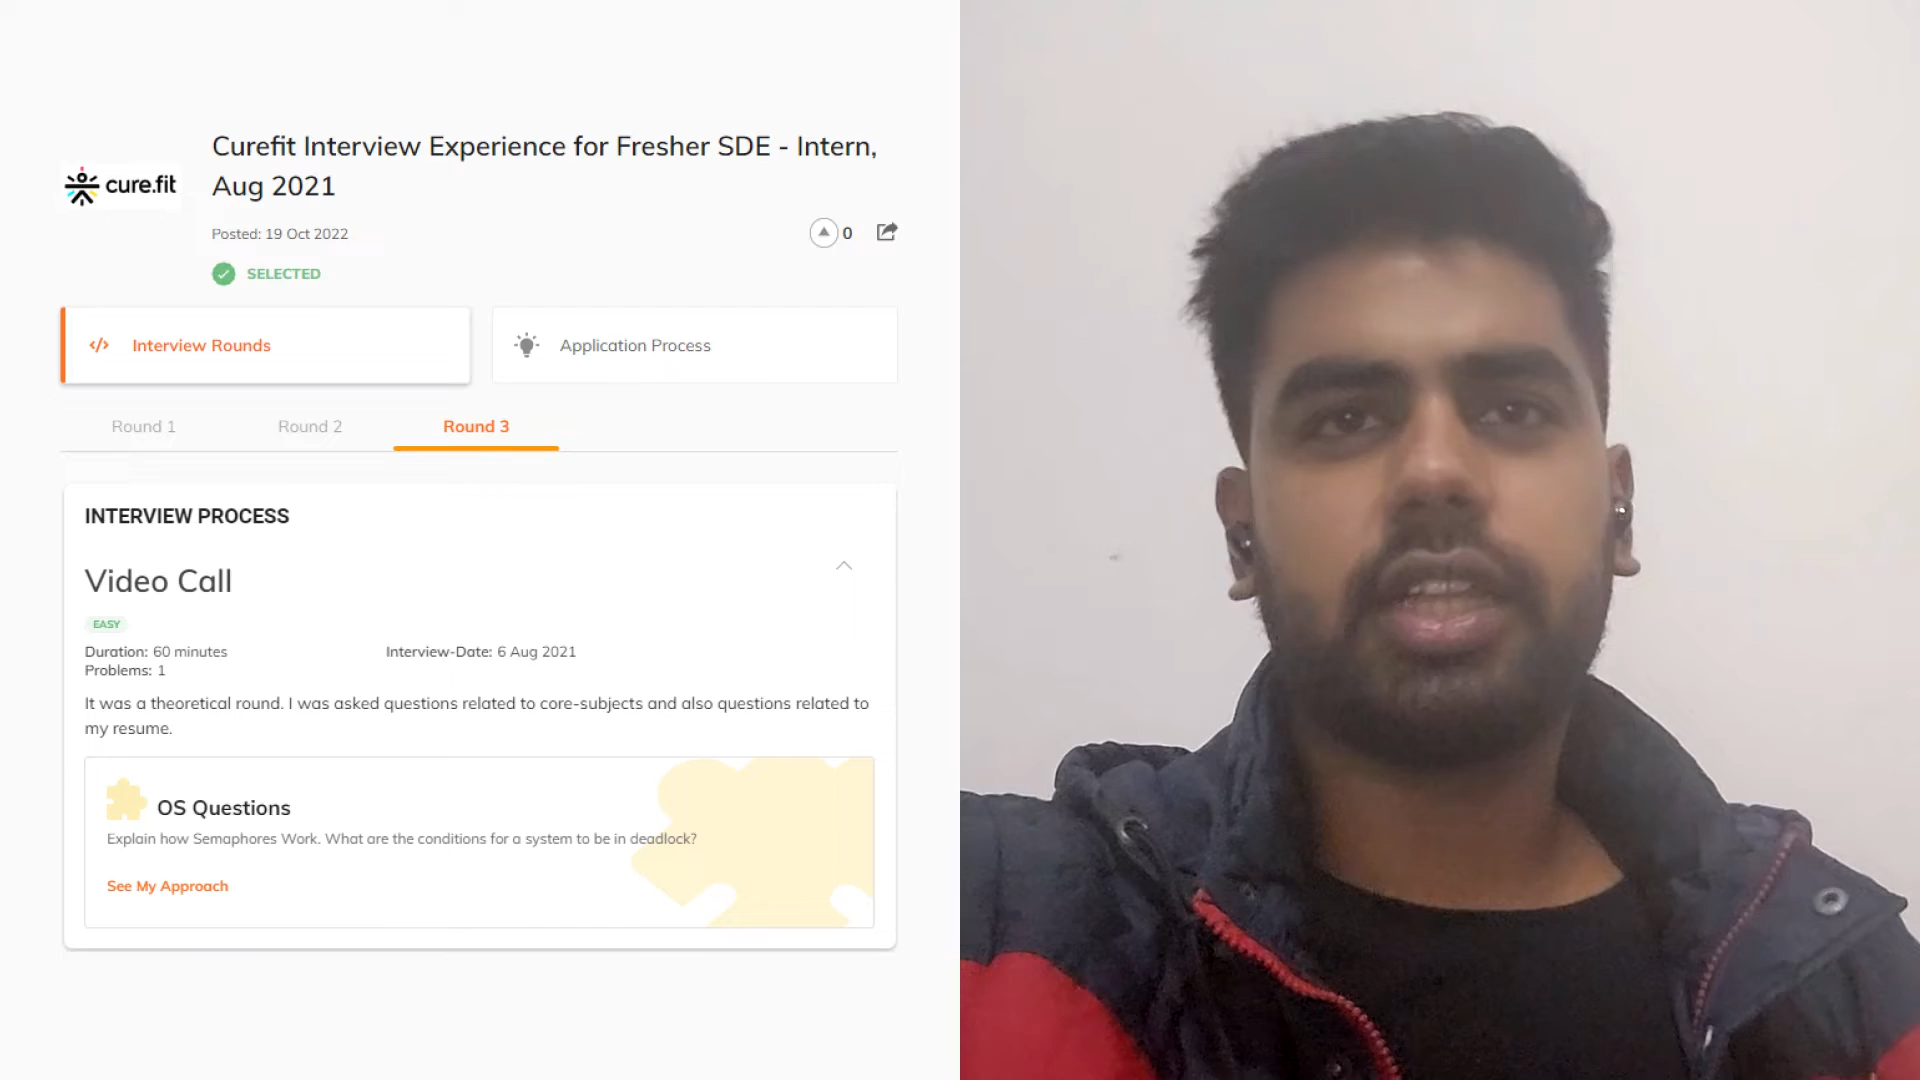 cure.fit
Curefit Interview Experience for Fresher SDE - Intern,
Aug 2021
Posted: 19 Oct 2022
0
SELECTED
</> Interview Rounds
Application Process
Round 1 Round 2 Round 3
INTERVIEW PROCESS
Video Call
EASY
Duration: 60 minutes Interview-Date: 6 Aug 2021
Problems: 1
It was a theoretical round. I was asked questions related to core-subjects and also questions related to
my resume.
OS Questions
Explain how Semaphores Work. What are the conditions for a system to be in deadlock?
See My Approach